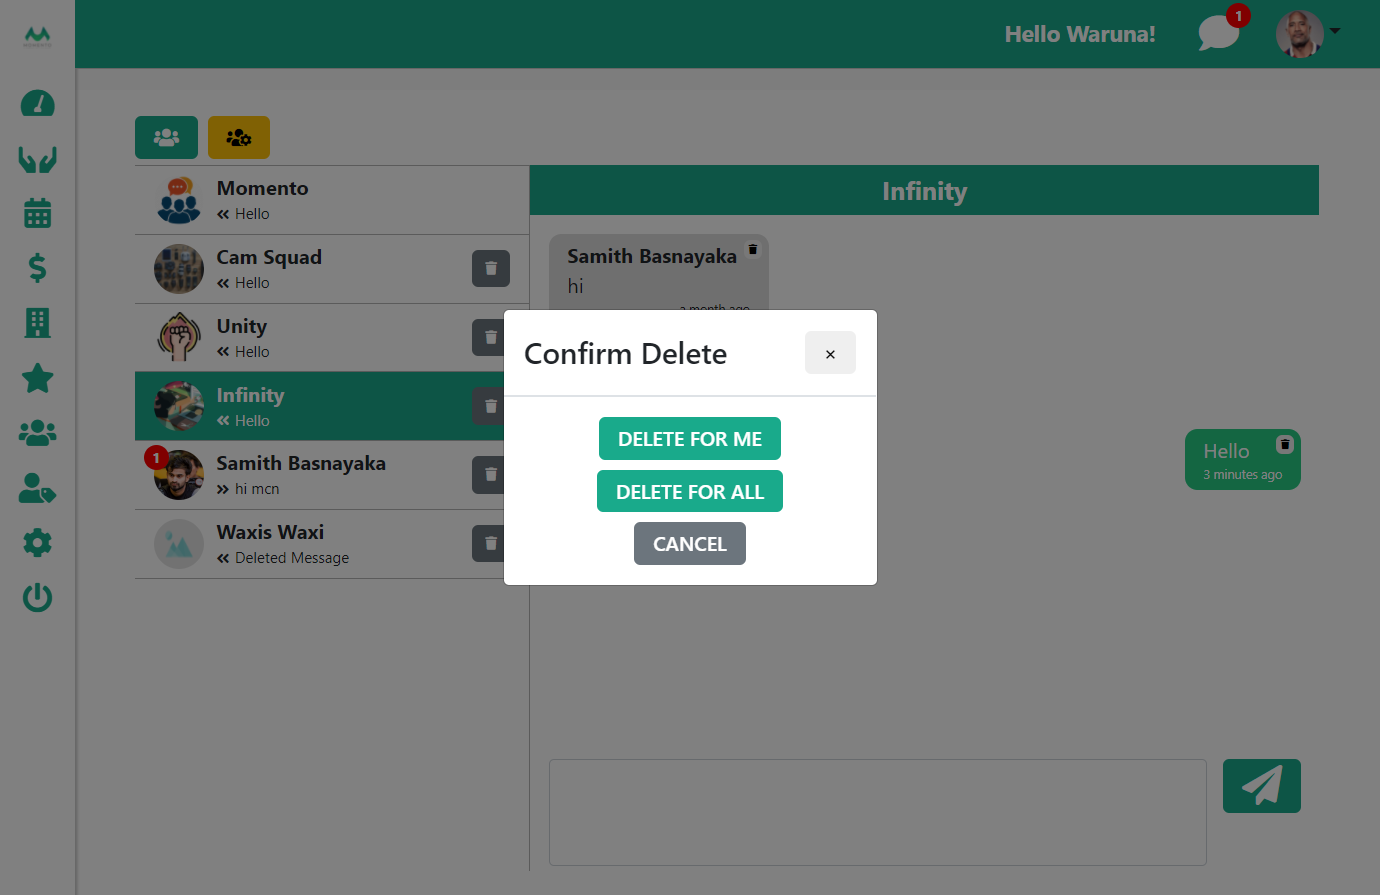 Hello Waruna!
1
Momento
« Hello
Cam Squad
« Hello
Unity
« Hello
Infinity
« Hello
1
Samith Basnayaka
» hi mcn
Waxis Waxi
« Deleted Message
Infinity
Samith Basnayaka
hi
a month ago
Hello
3 minutes ago
Confirm Delete
×
DELETE FOR ME
DELETE FOR ALL
CANCEL